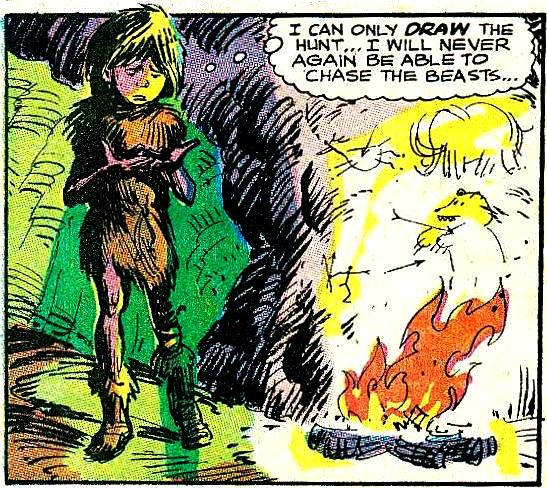 I CAN ONLY DRAW THE
HUNT... I WILL NEVER
AGAIN BE ABLE TO
CHASE THE BEASTS...